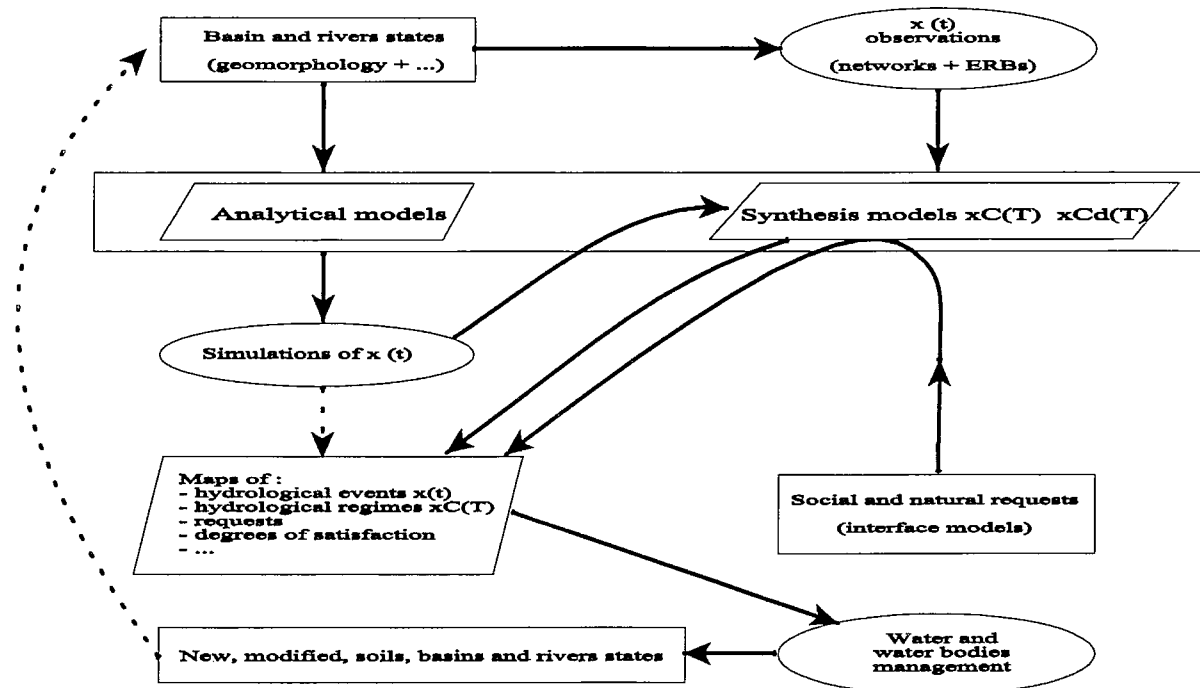 Basin and rivers states
(geomorphology + ...)
x (t)
observations
(networks + ERBs)
Analytical models
Synthesis models xC(T) xCd(T)
Simulations of x (t)
Maps of :
- hydrological events x(t)
- hydrological regimes xC(T)
- requests
- degrees of satisfaction
- ...
Social and natural requests
(interface models)
New, modified, soils, basins and rivers states
Water and
water bodies
management